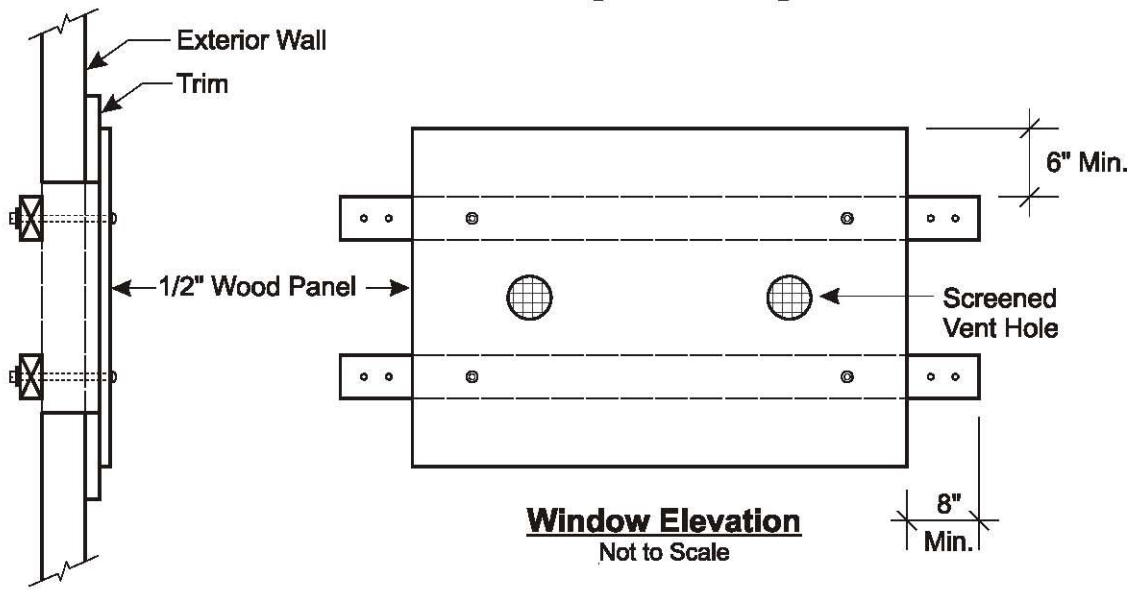 Exterior Wall
Trim
6" Min.
1/2" Wood Panel
Screened
Vent Hole
8"
Min.
Window Elevation
Not to Scale